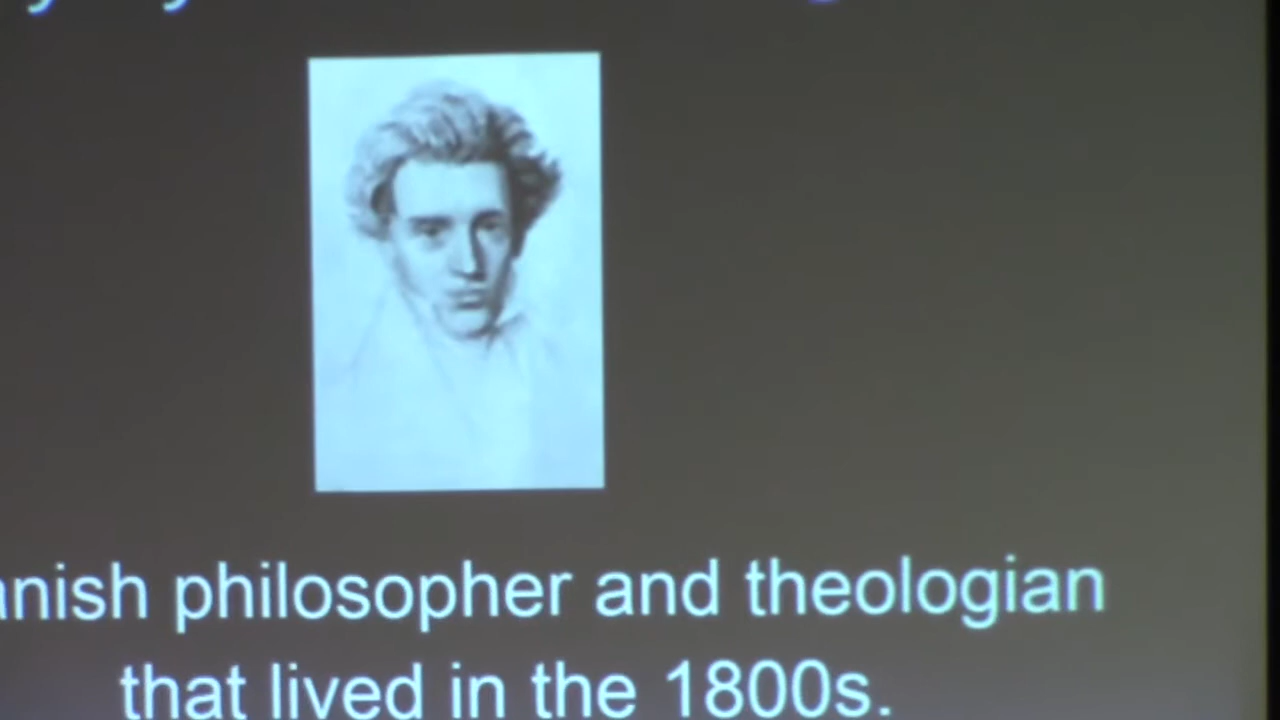 anish philosopher and theologian
that lived in the 1800s.